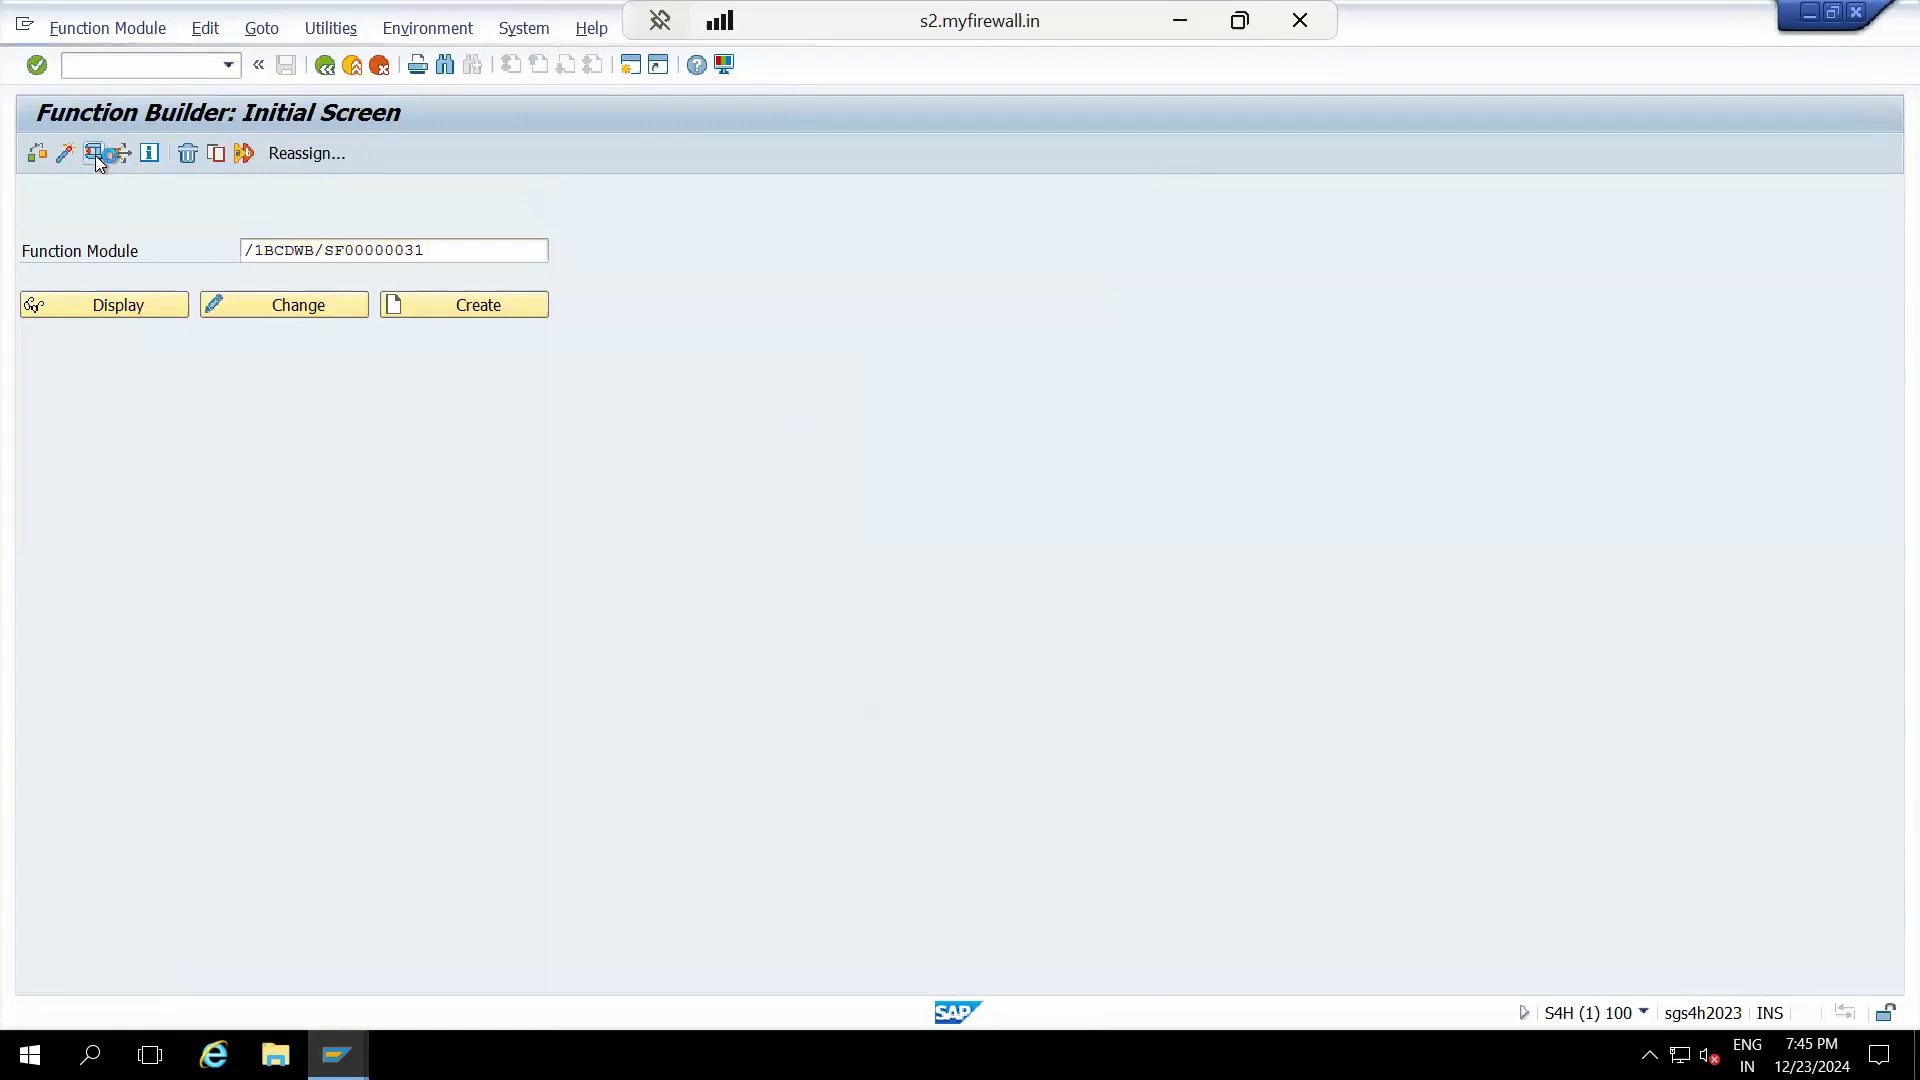 Function Module Edit Goto Utilities Environment System Help
s2.myfirewall.in
Function Builder: Initial Screen
Reassign...
Function Module /1BCDWB/SF00000031
Display Change Create
SAP
S4H (1) 100 sgs4h2023 INS
ENG 7:45 PM
IN 12/23/2024